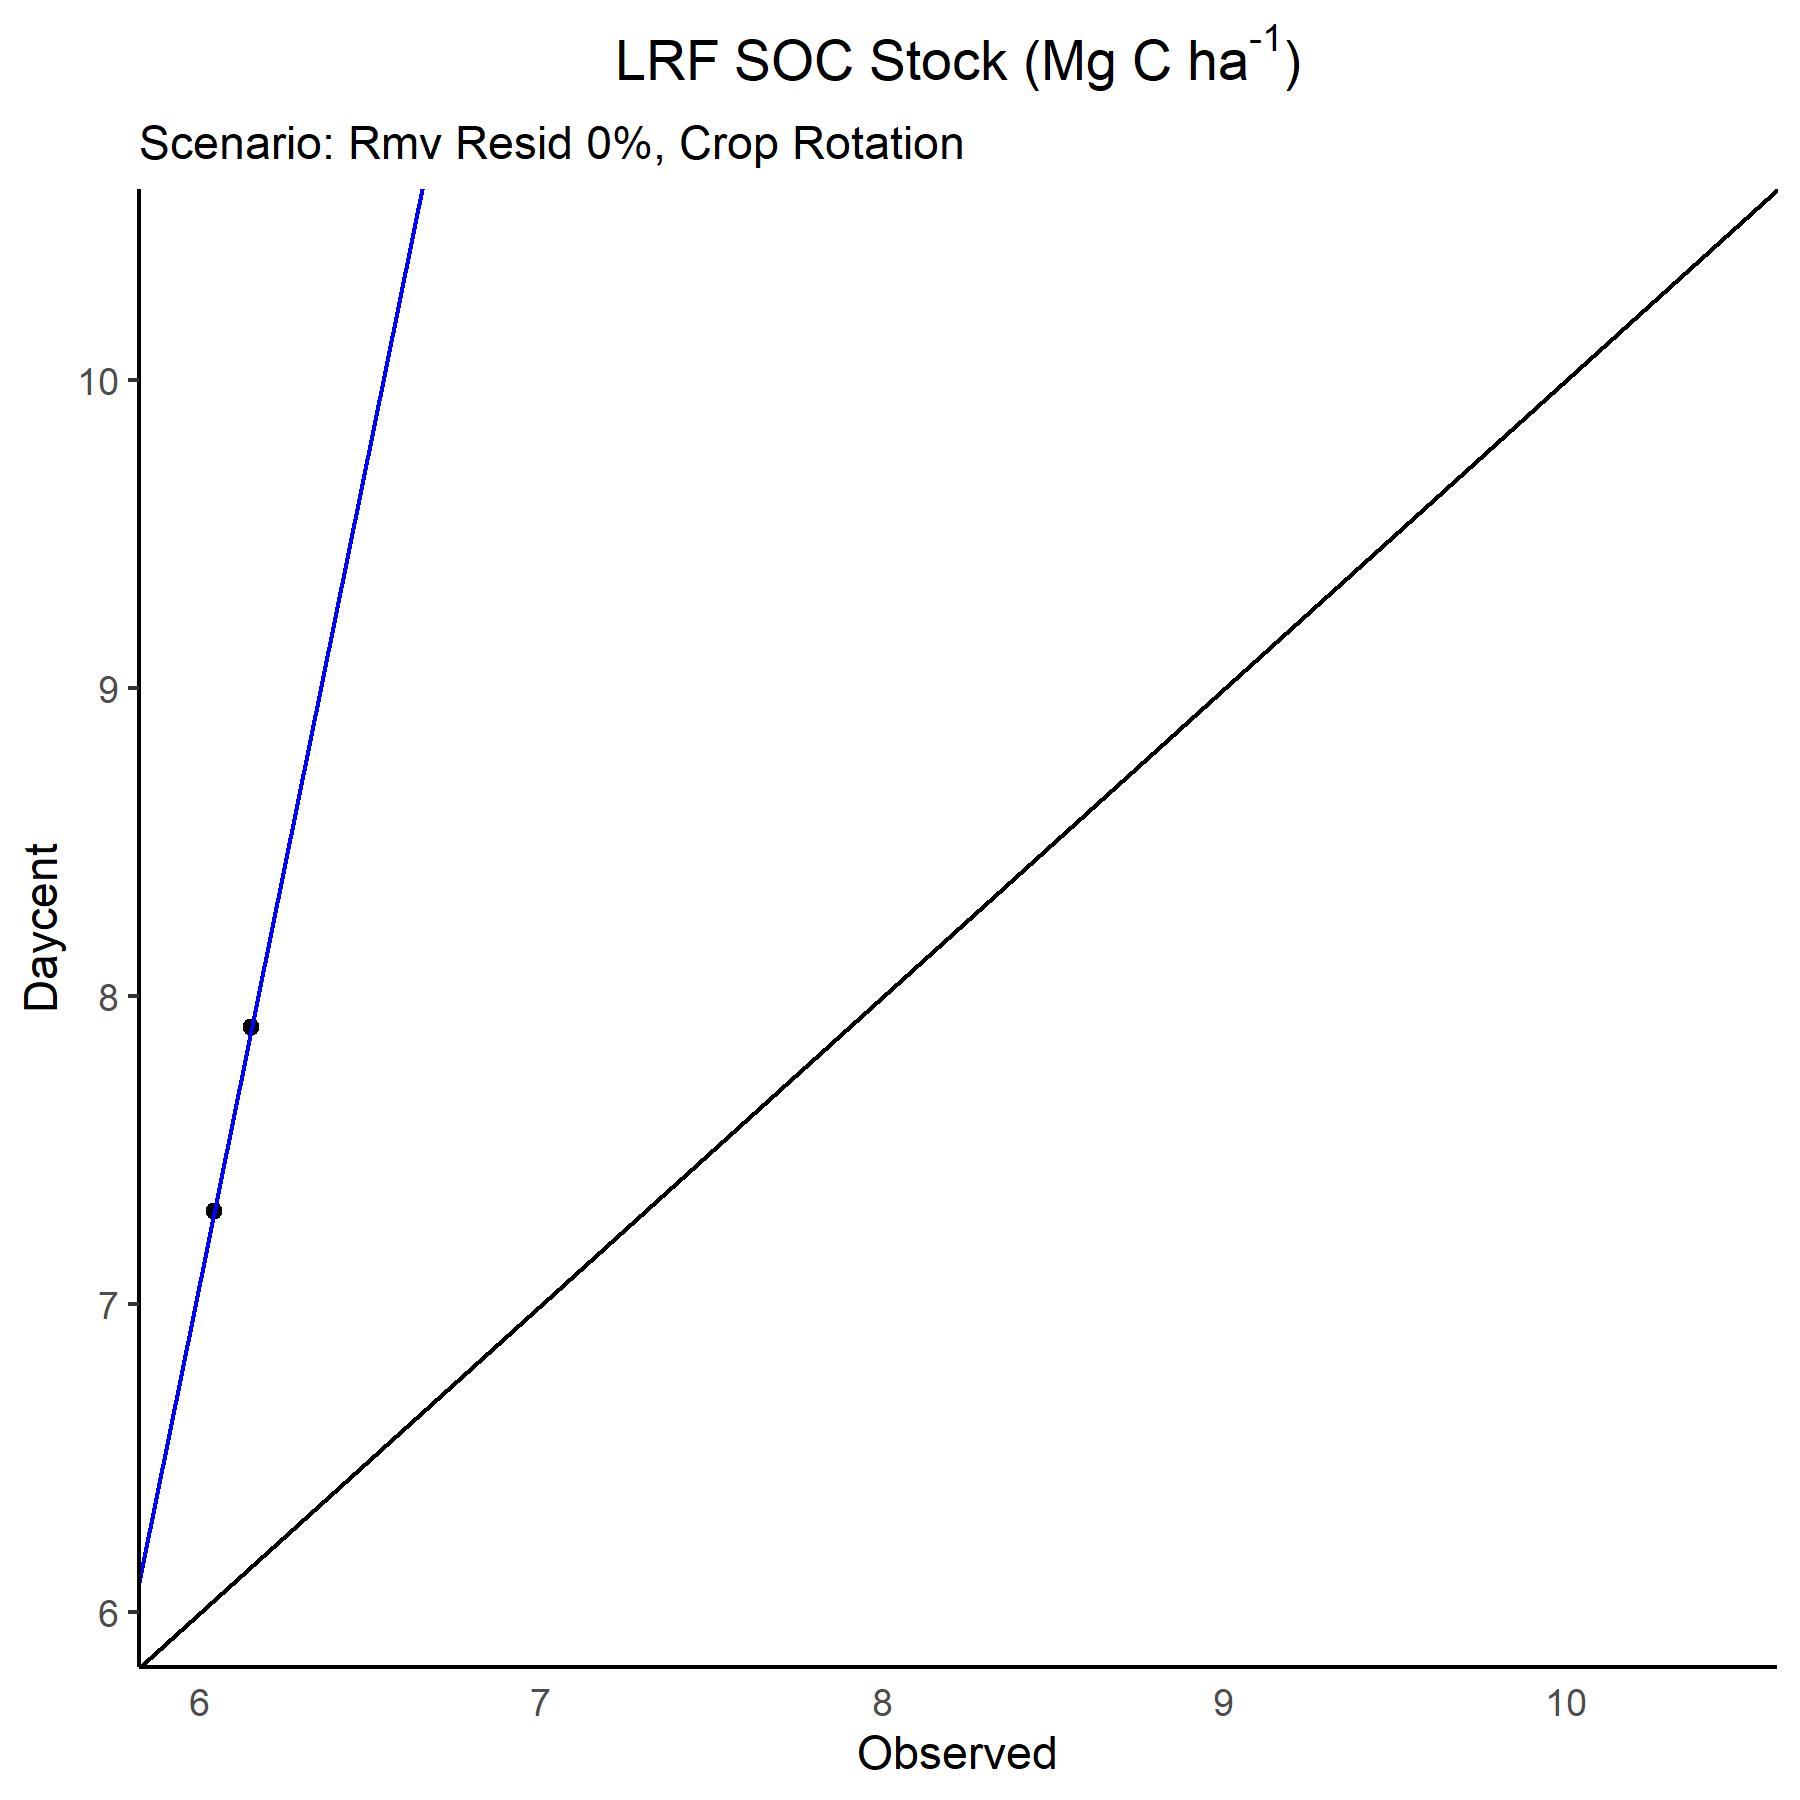 LRF SOC Stock (Mg C ha⁻¹)
Scenario: Rmv Resid 0%, Crop Rotation
10
9
8
7
6
Daycent
6 7 8 9 10
Observed